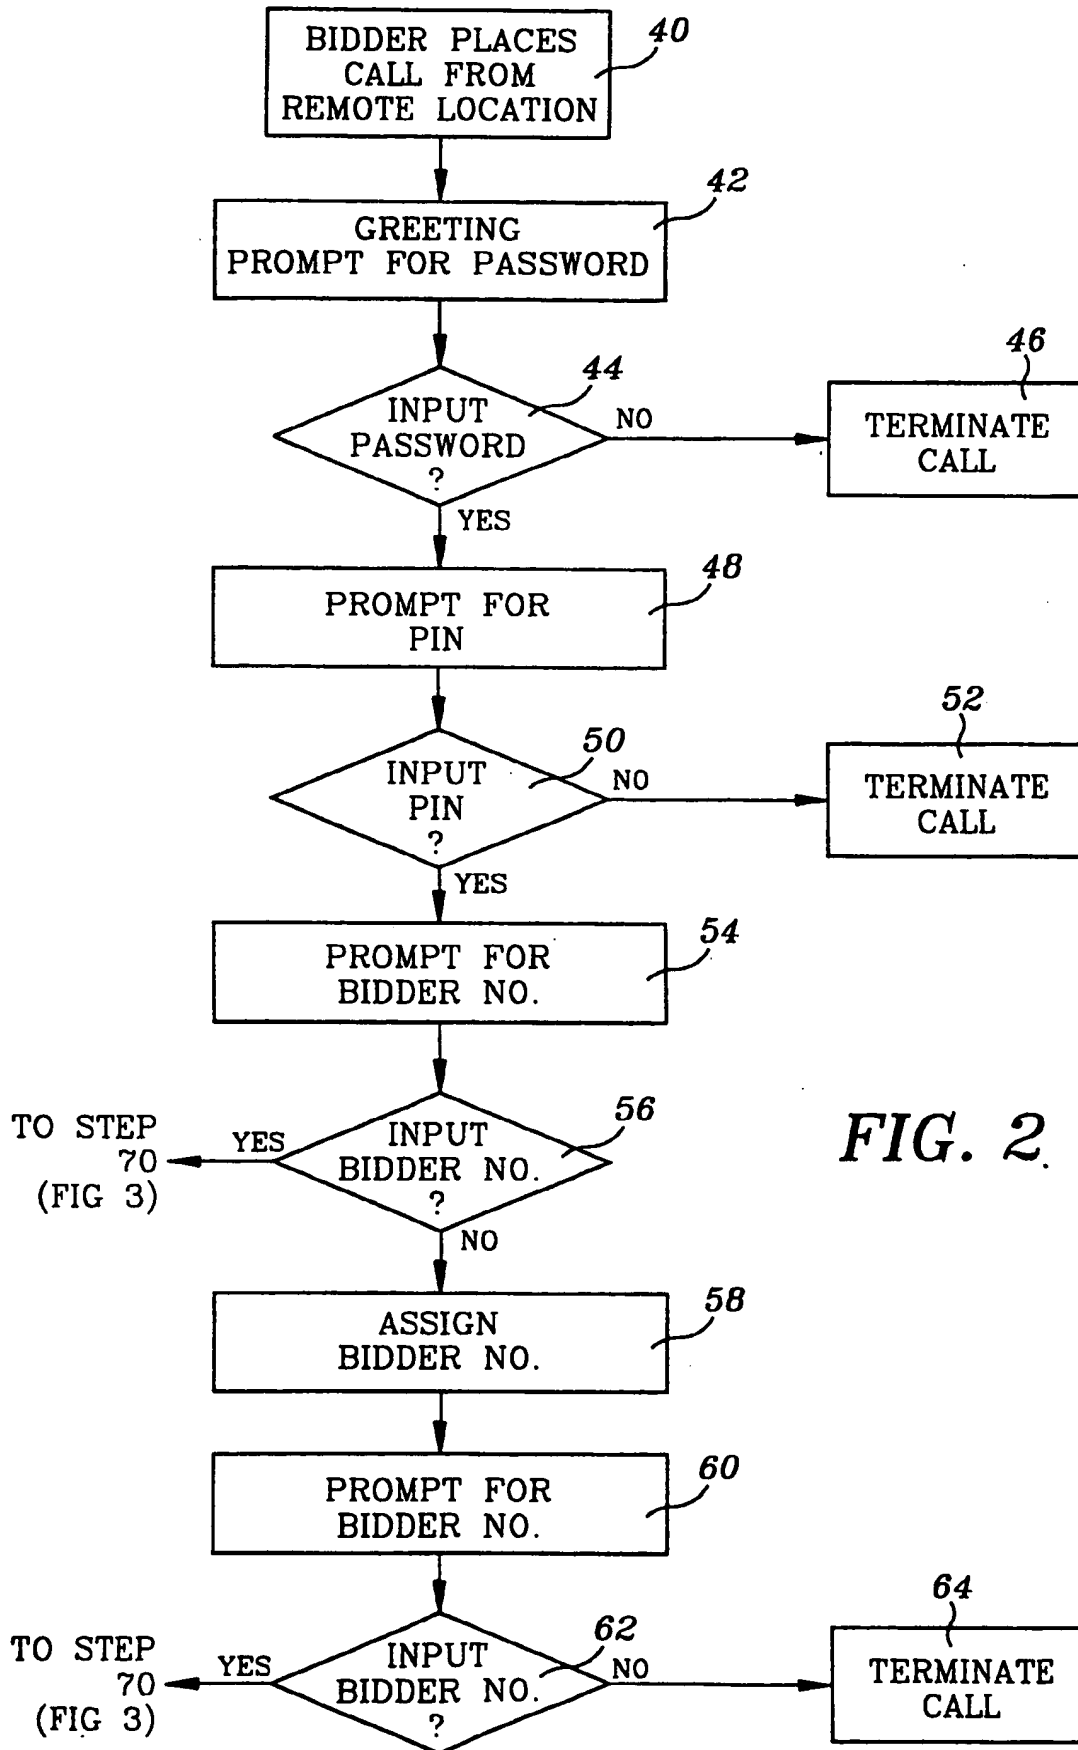 BIDDER PLACES
CALL FROM
REMOTE LOCATION
40
GREETING
PROMPT FOR PASSWORD
42
INPUT
PASSWORD
?
44
NO
TERMINATE
CALL
46
YES
PROMPT FOR
PIN
48
INPUT
PIN
?
50
NO
TERMINATE
CALL
52
YES
PROMPT FOR
BIDDER NO.
54
INPUT
BIDDER NO.
?
56
YES
TO STEP
70
(FIG 3)
FIG. 2
NO
ASSIGN
BIDDER NO.
58
PROMPT FOR
BIDDER NO.
60
INPUT
BIDDER NO.
?
62
YES
TO STEP
70
(FIG 3)
NO
TERMINATE
CALL
64